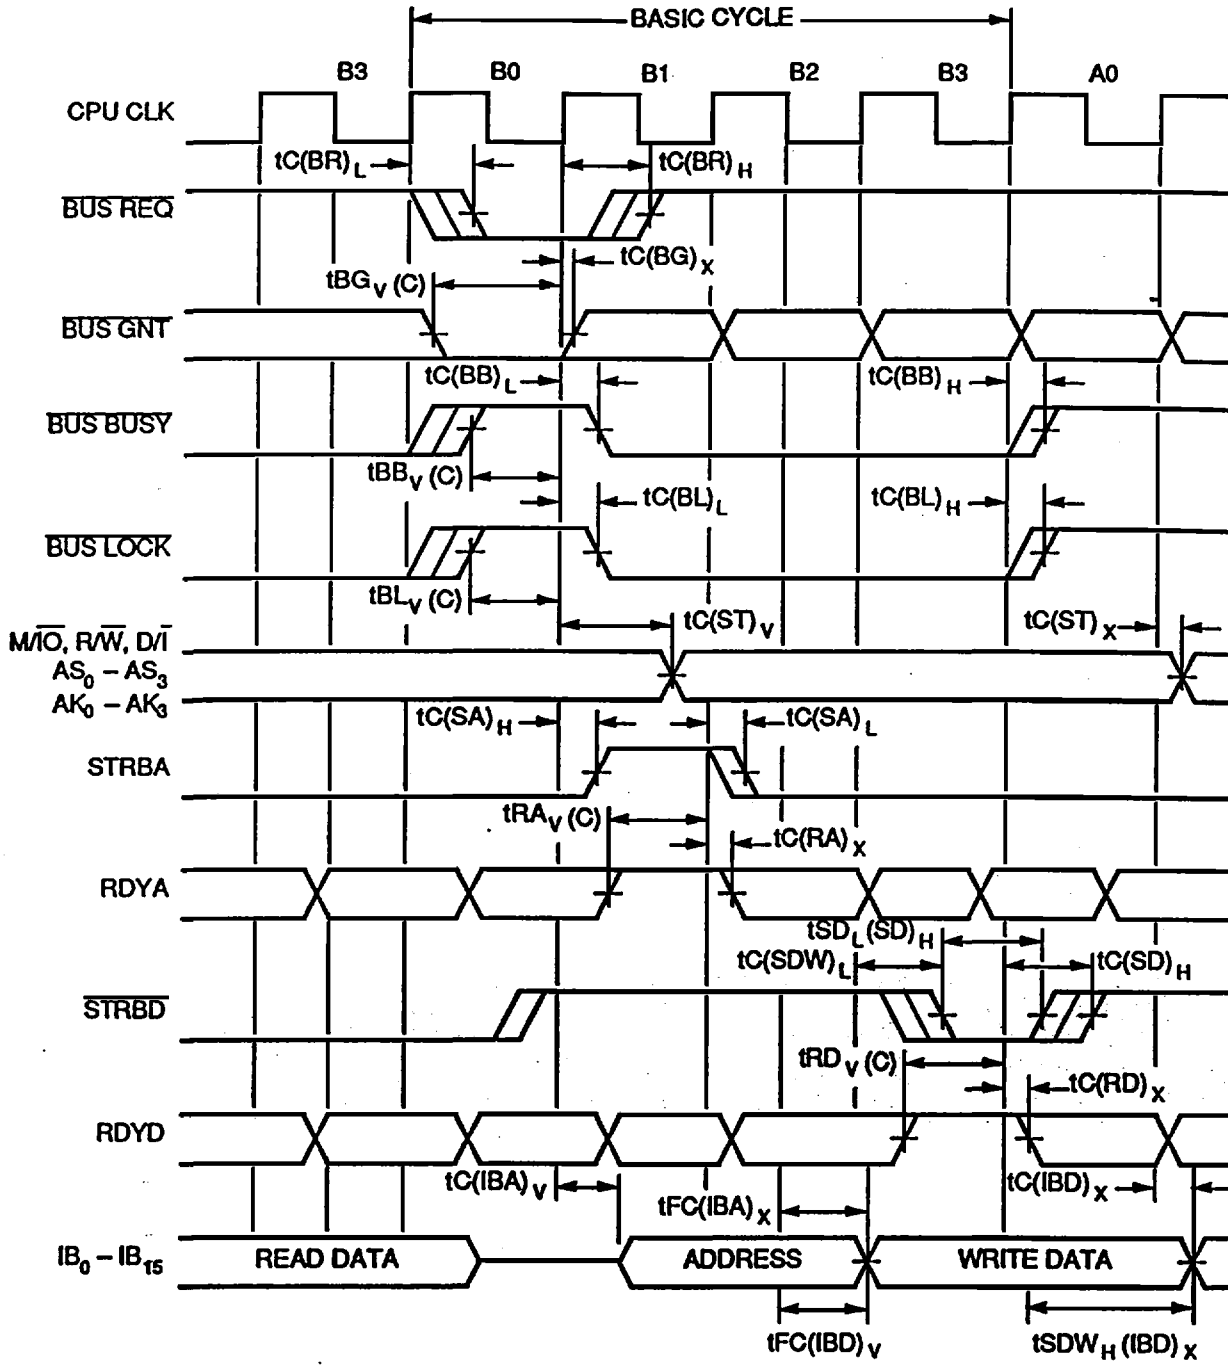 BASIC CYCLE
B3 B0 B1 B2 B3 A0
CPU CLK
tC(BR)L tC(BR)H
BUS REQ
tC(BG)X
tBGV (C)
BUS GNT
tC(BB)L tC(BB)H
BUS BUSY
tBBV (C)
tC(BL)L tC(BL)H
BUS LOCK
tBLV (C)
tC(ST)V tC(ST)X
M/IO, R/W, D/I
AS0 – AS3
AK0 – AK3
tC(SA)H tC(SA)L
STRBA
tRAV (C)
tC(RA)X
RDYA
tSDL(SD)H
tC(SDW)L tC(SD)H
STRBD
tRDV (C)
tC(RD)X
RDYD
tC(IBA)V tC(IBD)X
tFC(IBA)X
IB0 – IB15 READ DATA ADDRESS WRITE DATA
tFC(IBD)V tSDWH (IBD)X